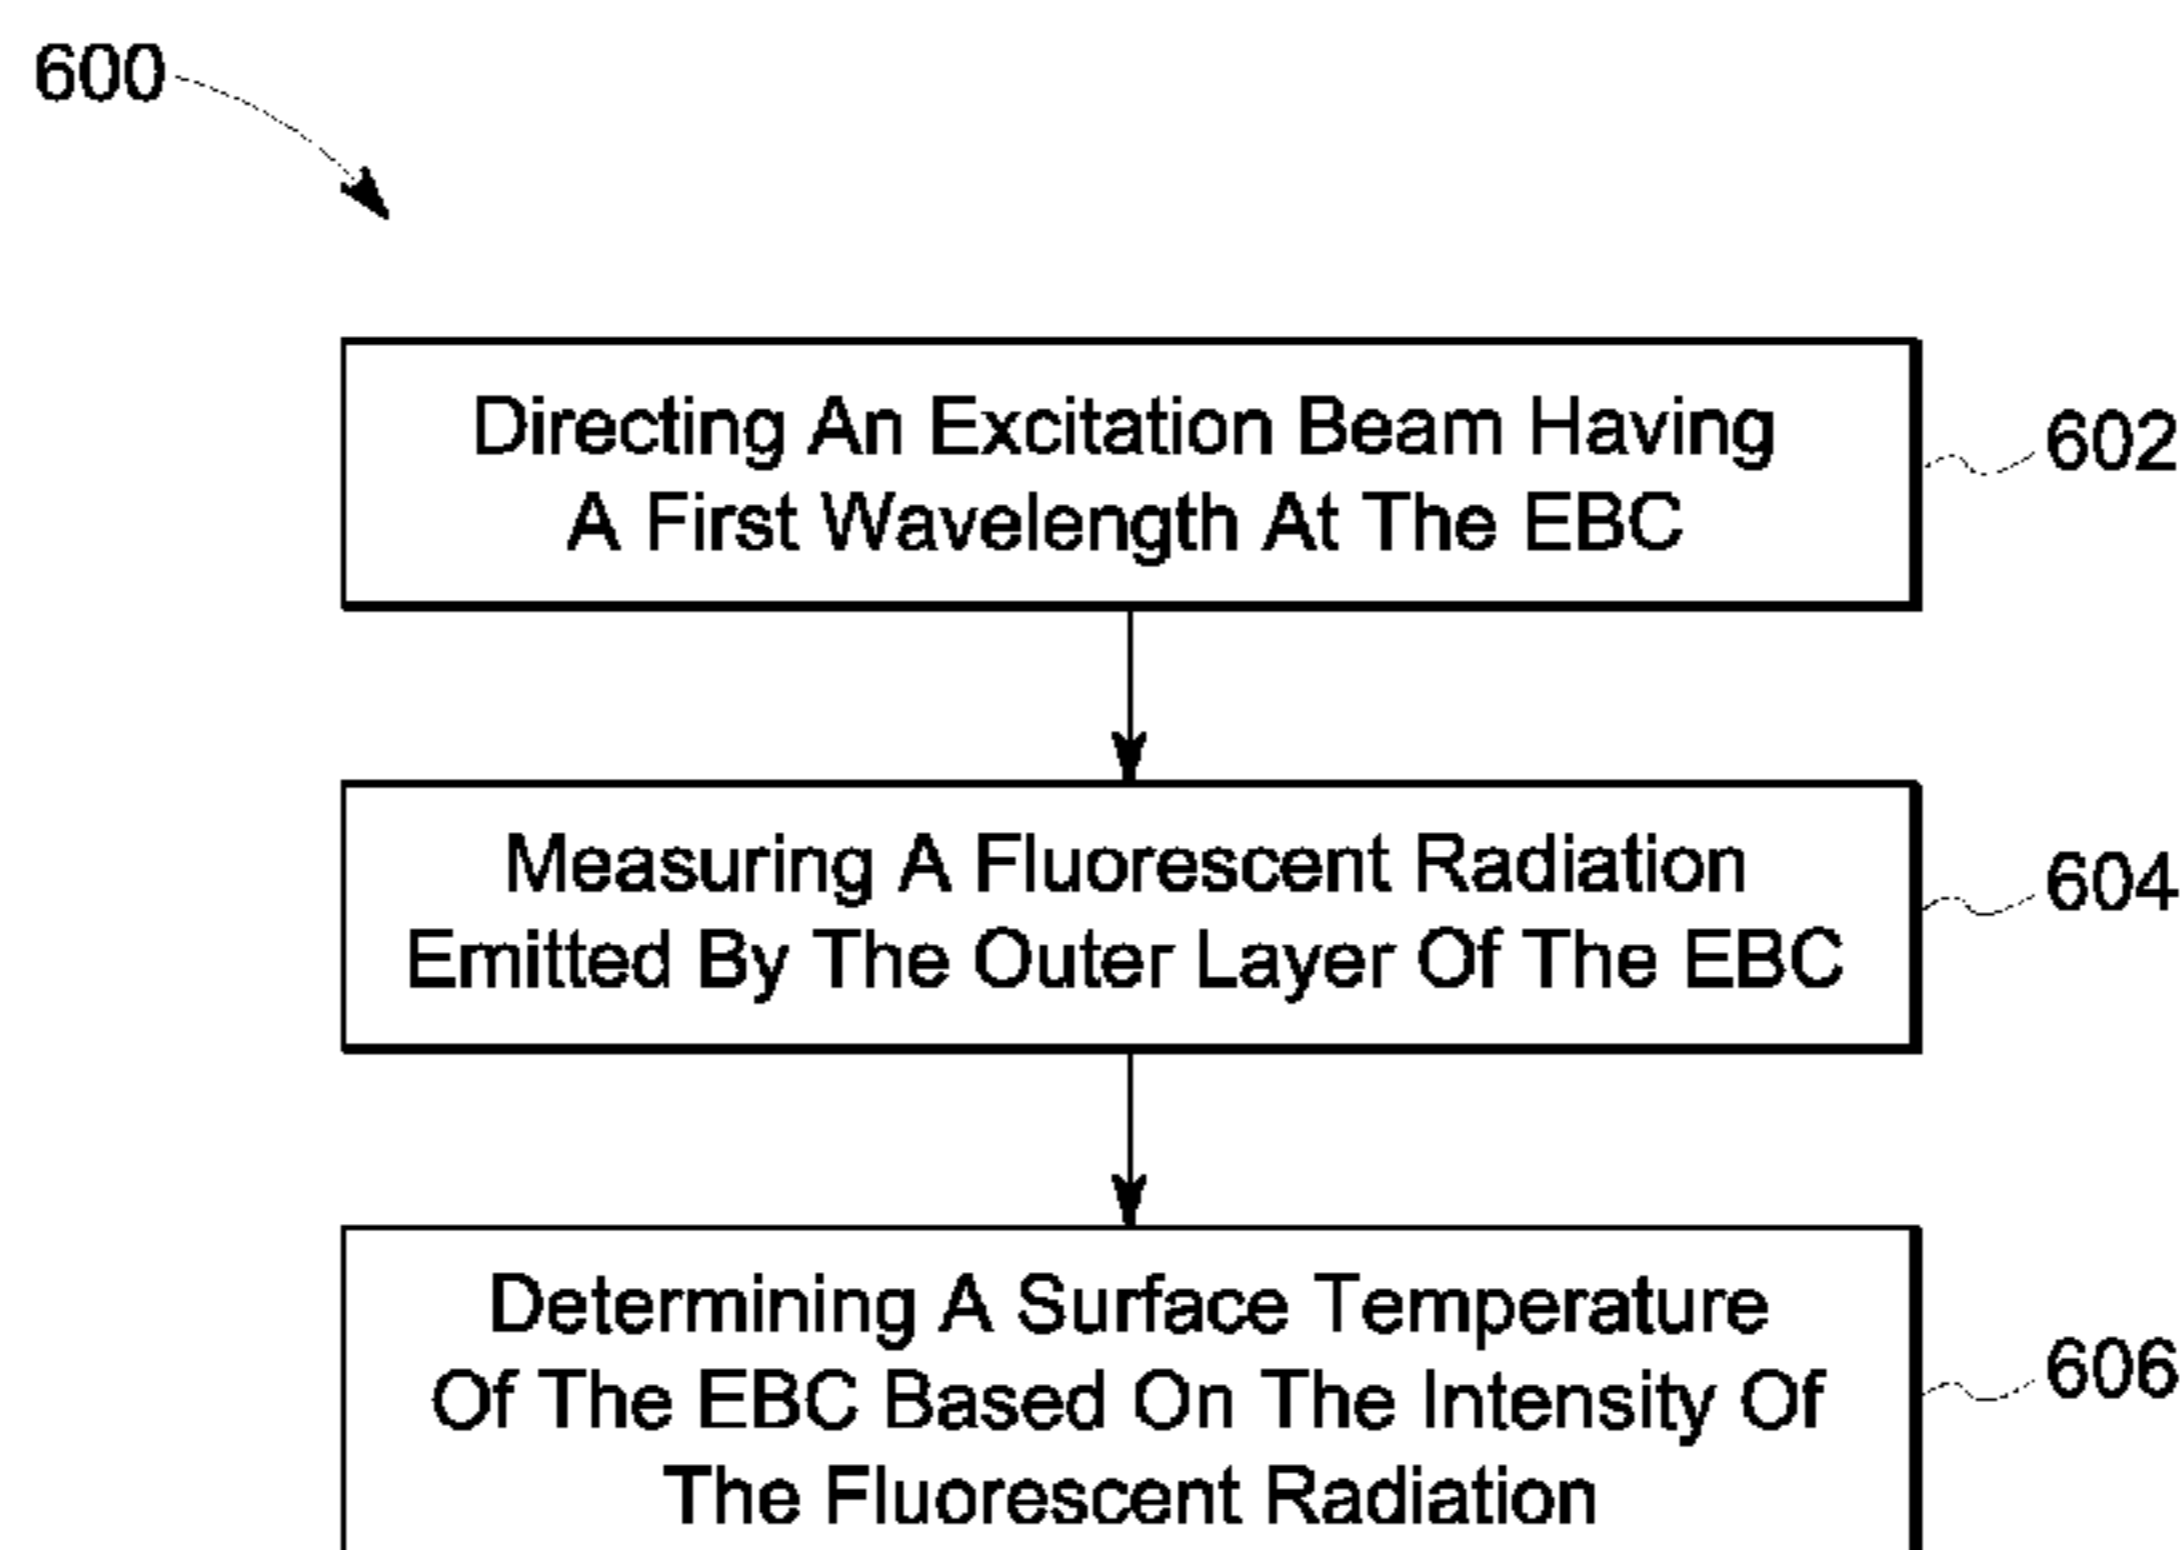 600
Directing An Excitation Beam Having
A First Wavelength At The EBC
602
Measuring A Fluorescent Radiation
Emitted By The Outer Layer Of The EBC
604
Determining A Surface Temperature
Of The EBC Based On The Intensity Of
The Fluorescent Radiation
606